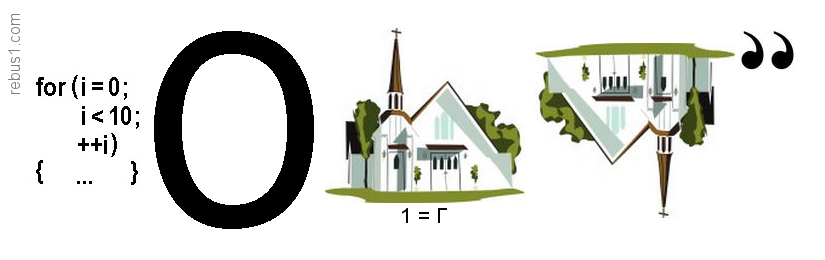 rebus1.com
for (i = 0;
i < 10;
++i)
{ ... }
О
1 = Г
❟❟